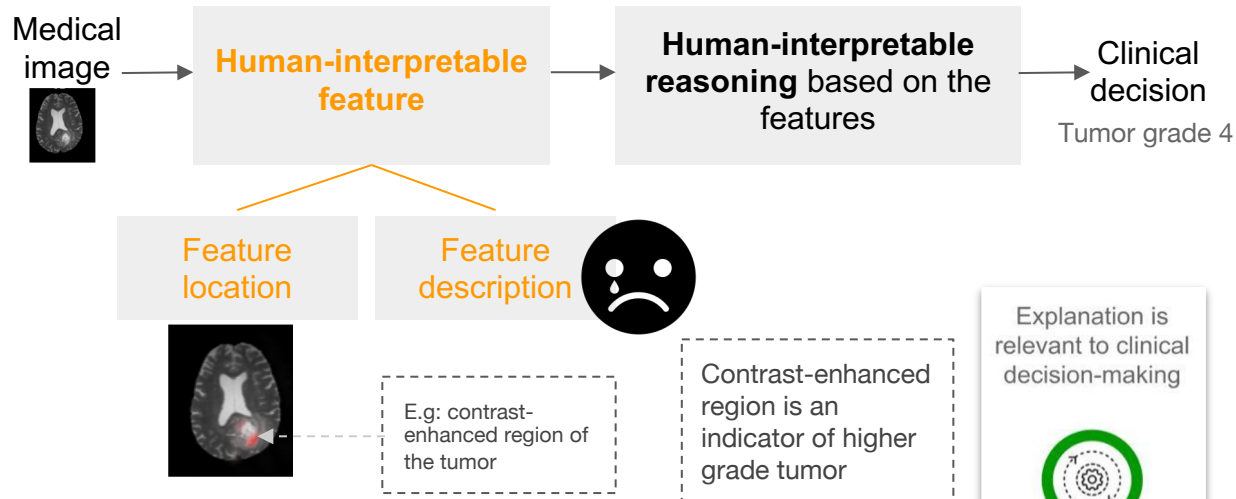 Medical
image
Human-interpretable
feature
Human-interpretable
reasoning based on the
features
Clinical
decision
Tumor grade 4
Feature
location
Feature
description
E.g: contrast-
enhanced region of
the tumor
Contrast-enhanced
region is an
indicator of higher
grade tumor
Explanation is
relevant to clinical
decision-making